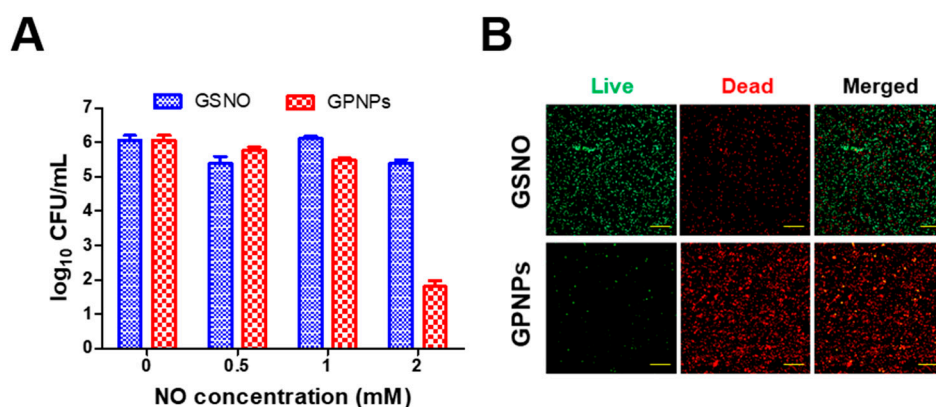 A
GSNO GPNPs
7
6
5
4
3
2
1
0
log₁₀ CFU/mL
0 0.5 1 2
NO concentration (mM)
B
Live Dead Merged
GSNO
GPNPs